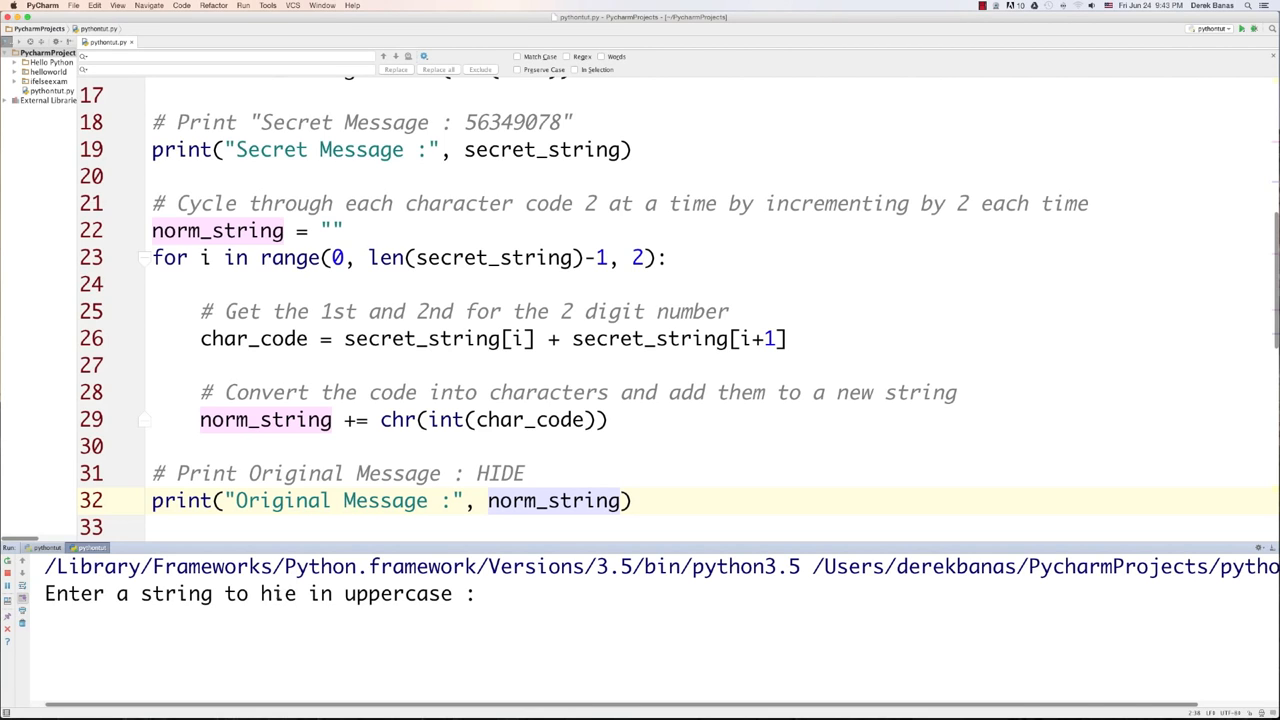 PyCharm File Edit View Navigate Code Refactor Run Tools VCS Window Help
Fri Jun 24 9:43 PM Derek Banas
pythontut.py - PycharmProjects - [~/PycharmProjects]
PycharmProjects pythontut.py
pythontut
pythontut.py
PycharmProject
Hello Python
helloworld
ifelseexam
pythontut.py
External Librarie
Match Case Regex Words
Replace Replace all Exclude Preserve Case In Selection
17
18 # Print "Secret Message : 56349078"
19 print("Secret Message :", secret_string)
20
21 # Cycle through each character code 2 at a time by incrementing by 2 each time
22 norm_string = ""
23 for i in range(0, len(secret_string)-1, 2):
24
25 # Get the 1st and 2nd for the 2 digit number
26 char_code = secret_string[i] + secret_string[i+1]
27
28 # Convert the code into characters and add them to a new string
29 norm_string += chr(int(char_code))
30
31 # Print Original Message : HIDE
32 print("Original Message :", norm_string)
33
Run: pythontut pythontut
/Library/Frameworks/Python.framework/Versions/3.5/bin/python3.5 /Users/derekbanas/PycharmProjects/pytho
Enter a string to hie in uppercase :
2:38 LF UTF-8